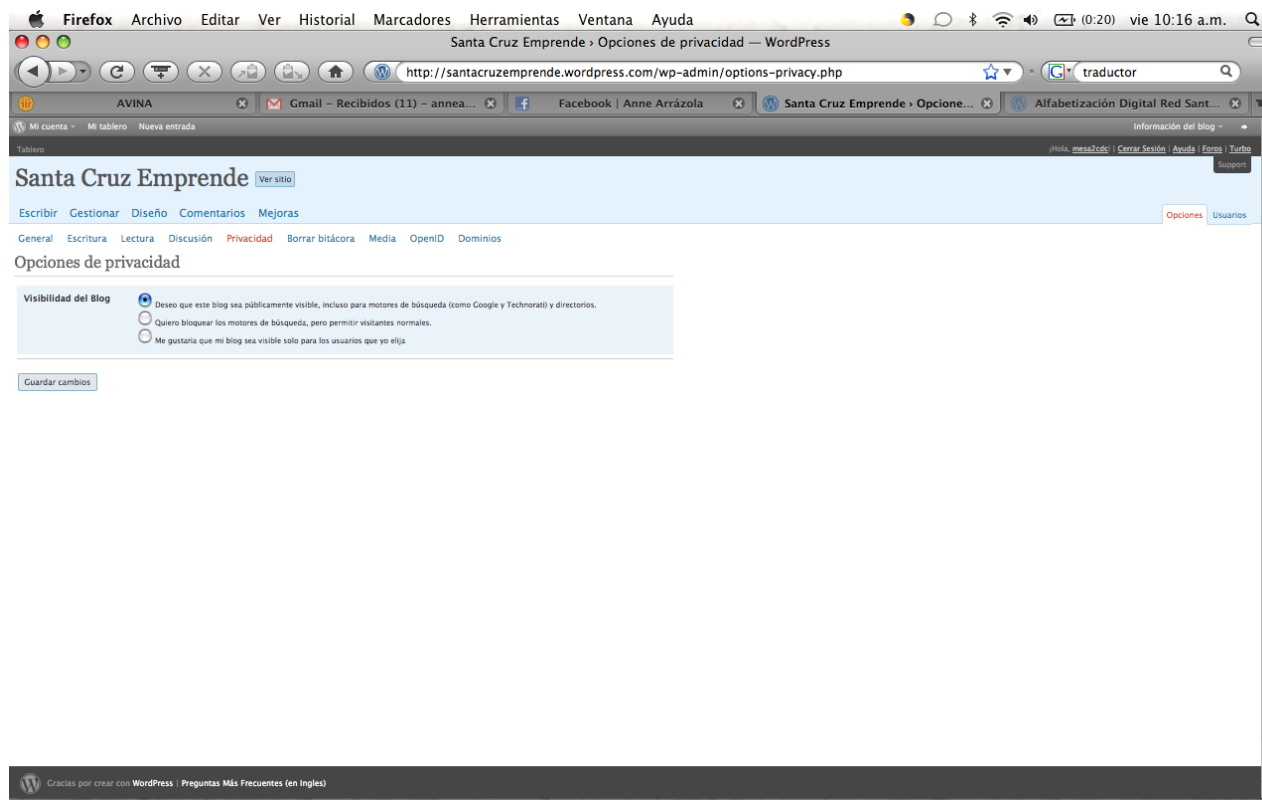 Firefox Archivo Editar Ver Historial Marcadores Herramientas Ventana Ayuda (0:20) vie 10:16 a.m.
Santa Cruz Emprende › Opciones de privacidad — WordPress
http://santacruzemprende.wordpress.com/wp-admin/options-privacy.php G traductor
AVINA Gmail – Recibidos (11) – annea... Facebook | Anne Arrázola Santa Cruz Emprende › Opcione... Alfabetización Digital Red Sant...
Mi cuenta Mi tablero Nueva entrada Información del blog
Tablero ¡Hola, mesa2cdc! | Cerrar Sesión | Ayuda | Foros | Turbo
Support
Santa Cruz Emprende Ver sitio
Escribir Gestionar Diseño Comentarios Mejoras Opciones Usuarios
General Escritura Lectura Discusión Privacidad Borrar bitácora Media OpenID Dominios
Opciones de privacidad
Visibilidad del Blog Deseo que este blog sea públicamente visible, incluso para motores de búsqueda (como Google y Technorati) y directorios.
Quiero bloquear los motores de búsqueda, pero permitir visitantes normales.
Me gustaria que mi blog sea visible solo para los usuarios que yo elija
Guardar cambios
Gracias por crear con WordPress | Preguntas Más Frecuentes (en Ingles)